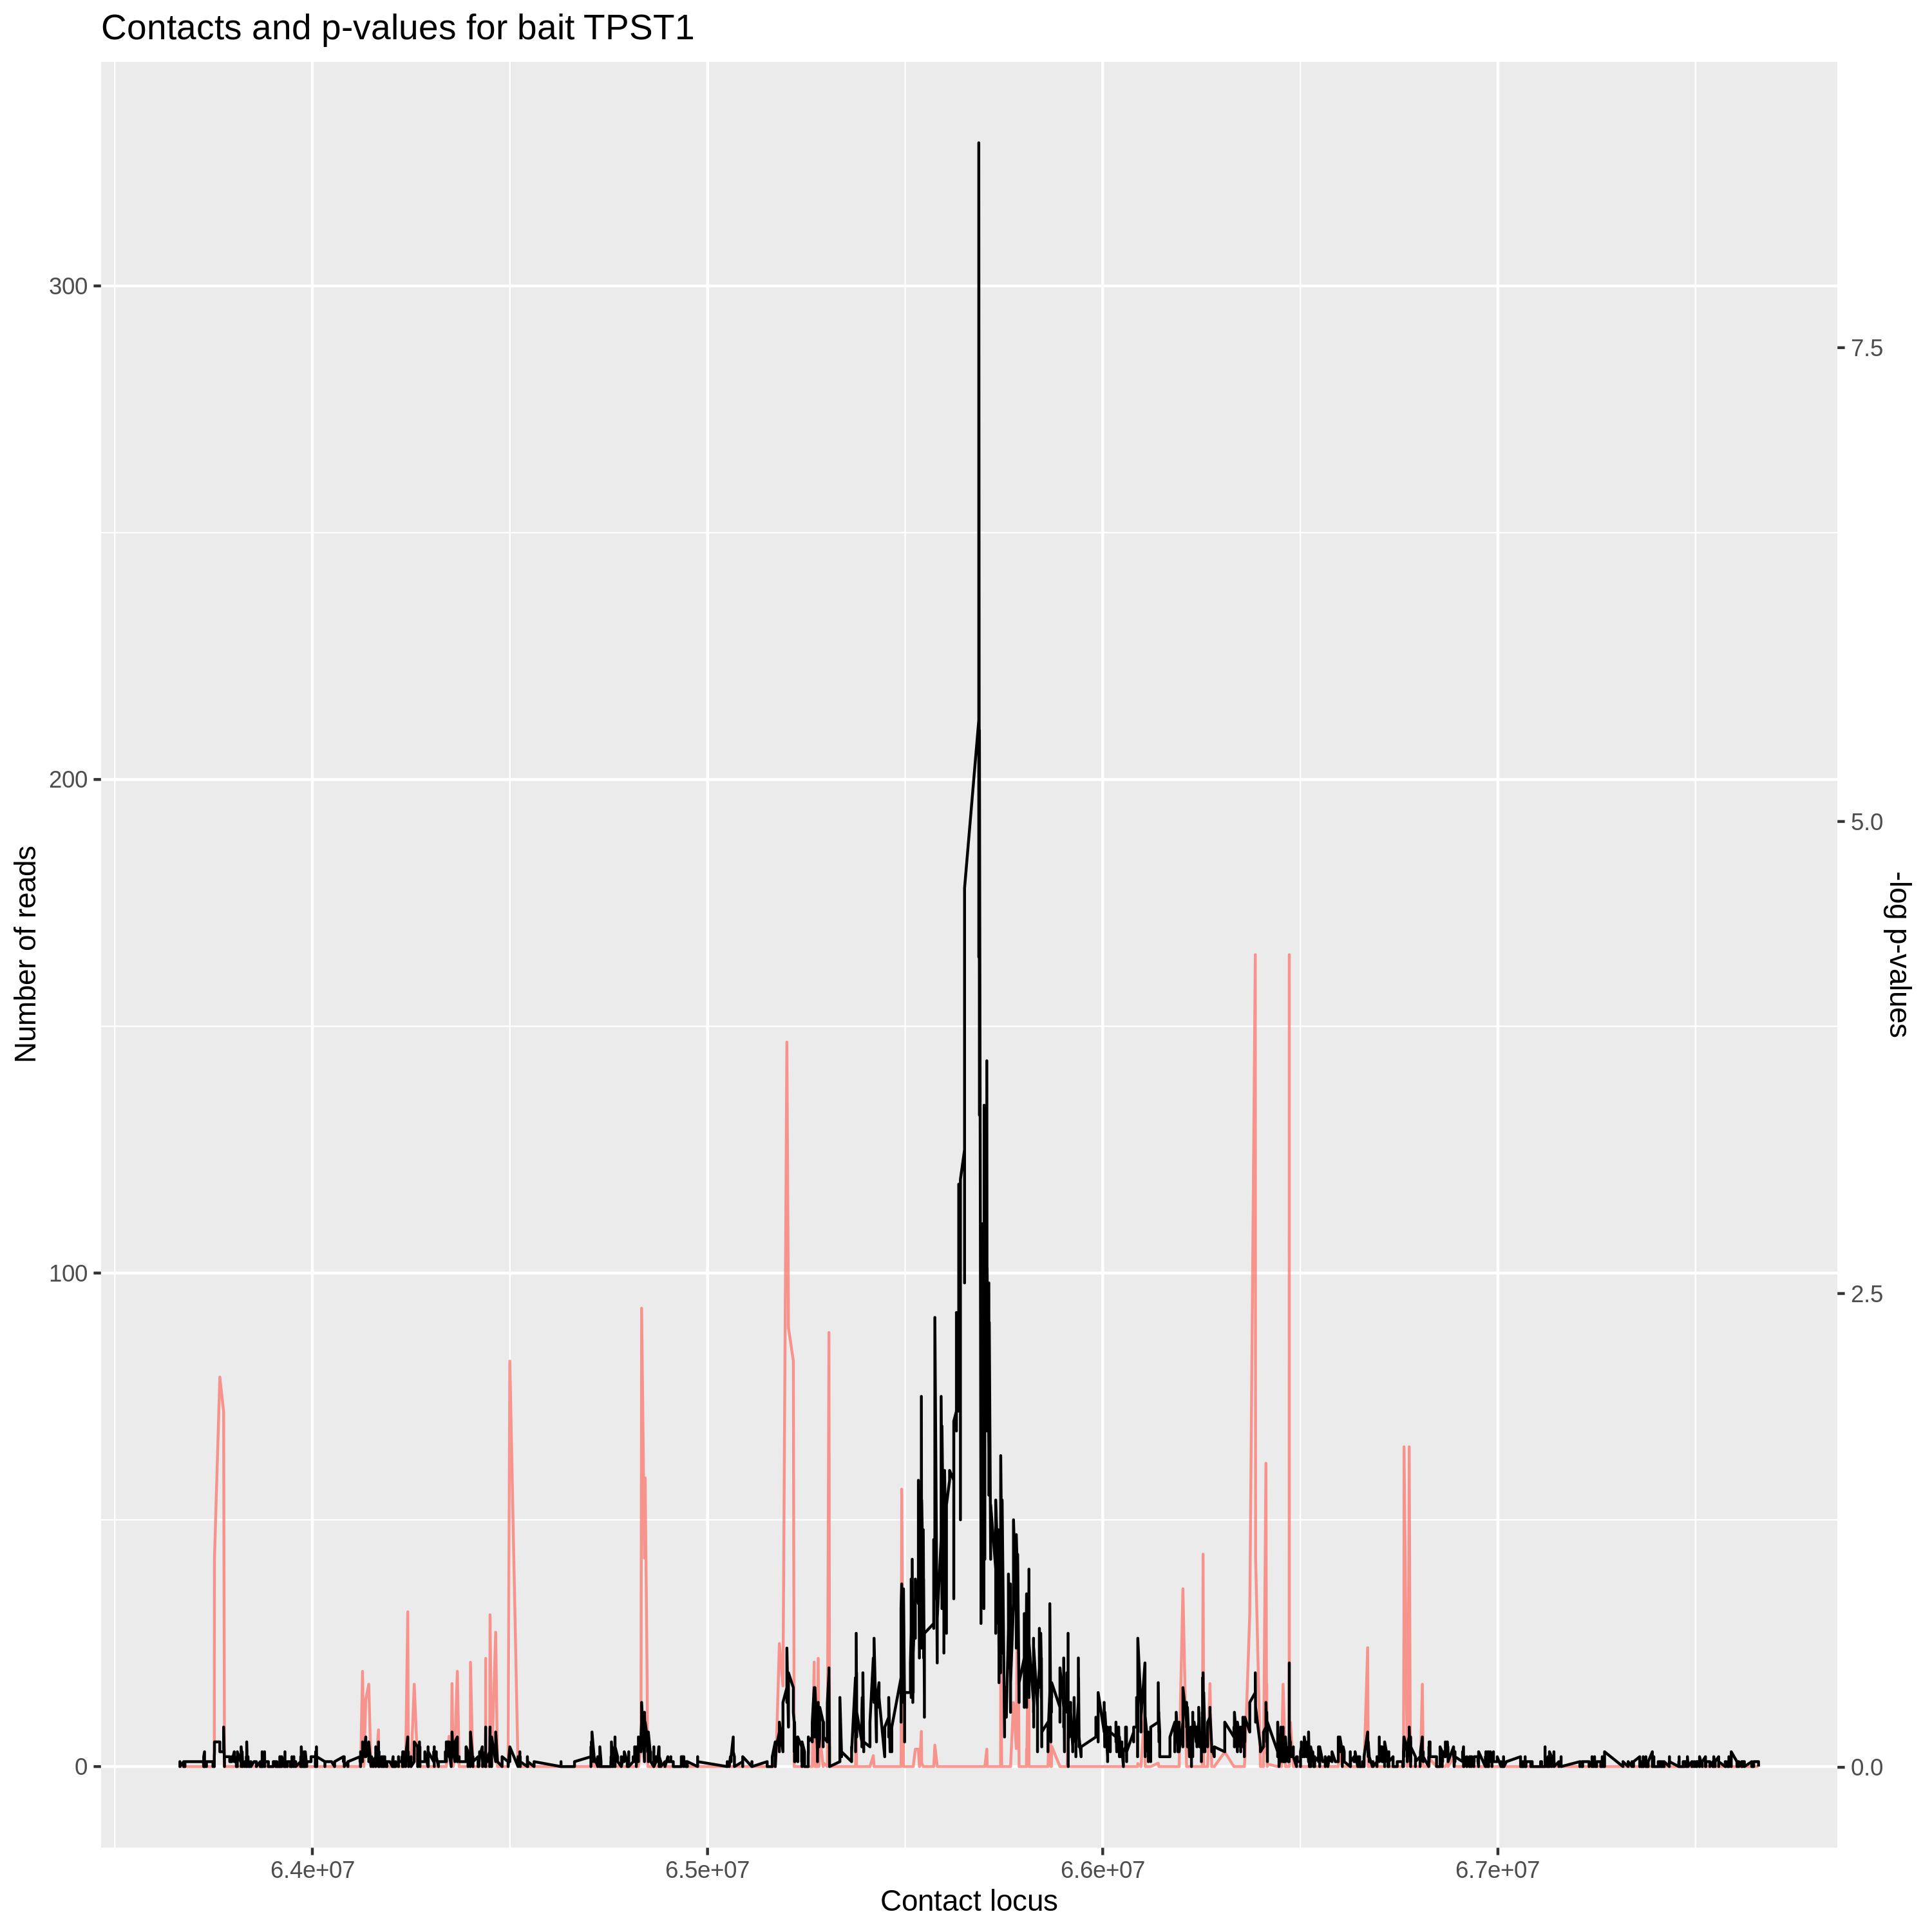 Contacts and p-values for bait TPST1
Number of reads
300
200
100
0
7.5
5.0
2.5
0.0
-log p-values
6.4e+07
6.5e+07
6.6e+07
6.7e+07
Contact locus